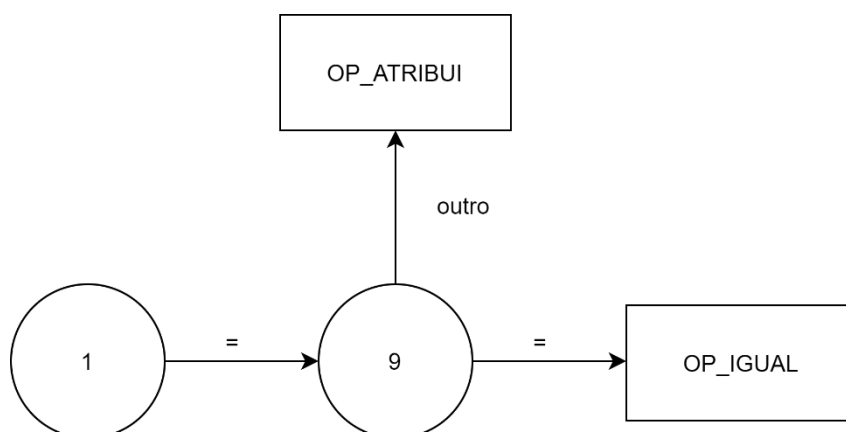 OP_ATRIBUI
outro
1
=
9
=
OP_IGUAL